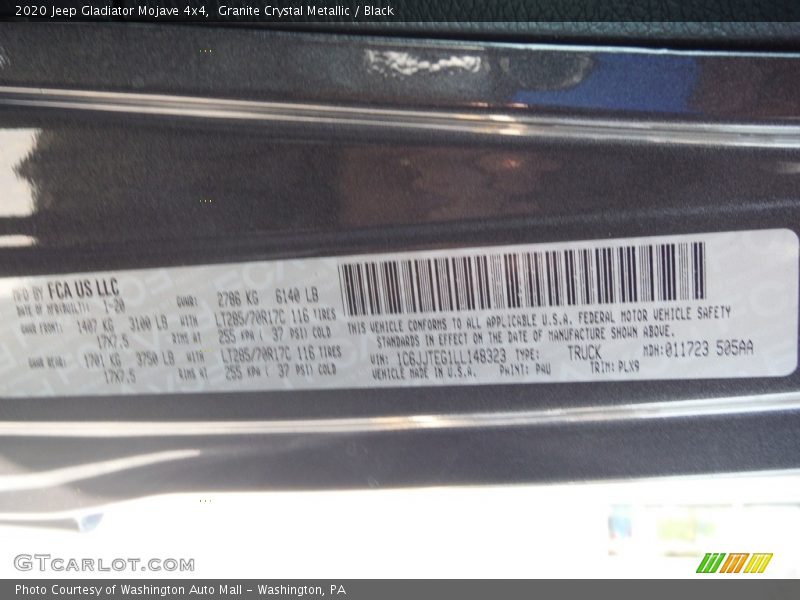 2020 Jeep Gladiator Mojave 4x4, Granite Crystal Metallic / Black
MFD BY FCA US LLC
DATE OF MFR/BUILT: 1-20 GVWR: 2786 KG 6140 LB
GAWR FRONT: 1407 KG 3100 LB WITH LT285/70R17C 116 TIRES
17X7.5 RIMS AT 255 KPA ( 37 PSI) COLD
GAWR REAR: 1701 KG 3750 LB WITH LT285/70R17C 116 TIRES
17X7.5 RIMS AT 255 KPA ( 37 PSI) COLD
THIS VEHICLE CONFORMS TO ALL APPLICABLE U.S.A. FEDERAL MOTOR VEHICLE SAFETY
STANDARDS IN EFFECT ON THE DATE OF MANUFACTURE SHOWN ABOVE.
VIN: 1C6JJTEG1LL148323 TYPE: TRUCK MDH: 011723 505AA
VEHICLE MADE IN U.S.A. PAINT: PAU TRIM: PLX9
GTcarlot.com
Photo Courtesy of Washington Auto Mall - Washington, PA